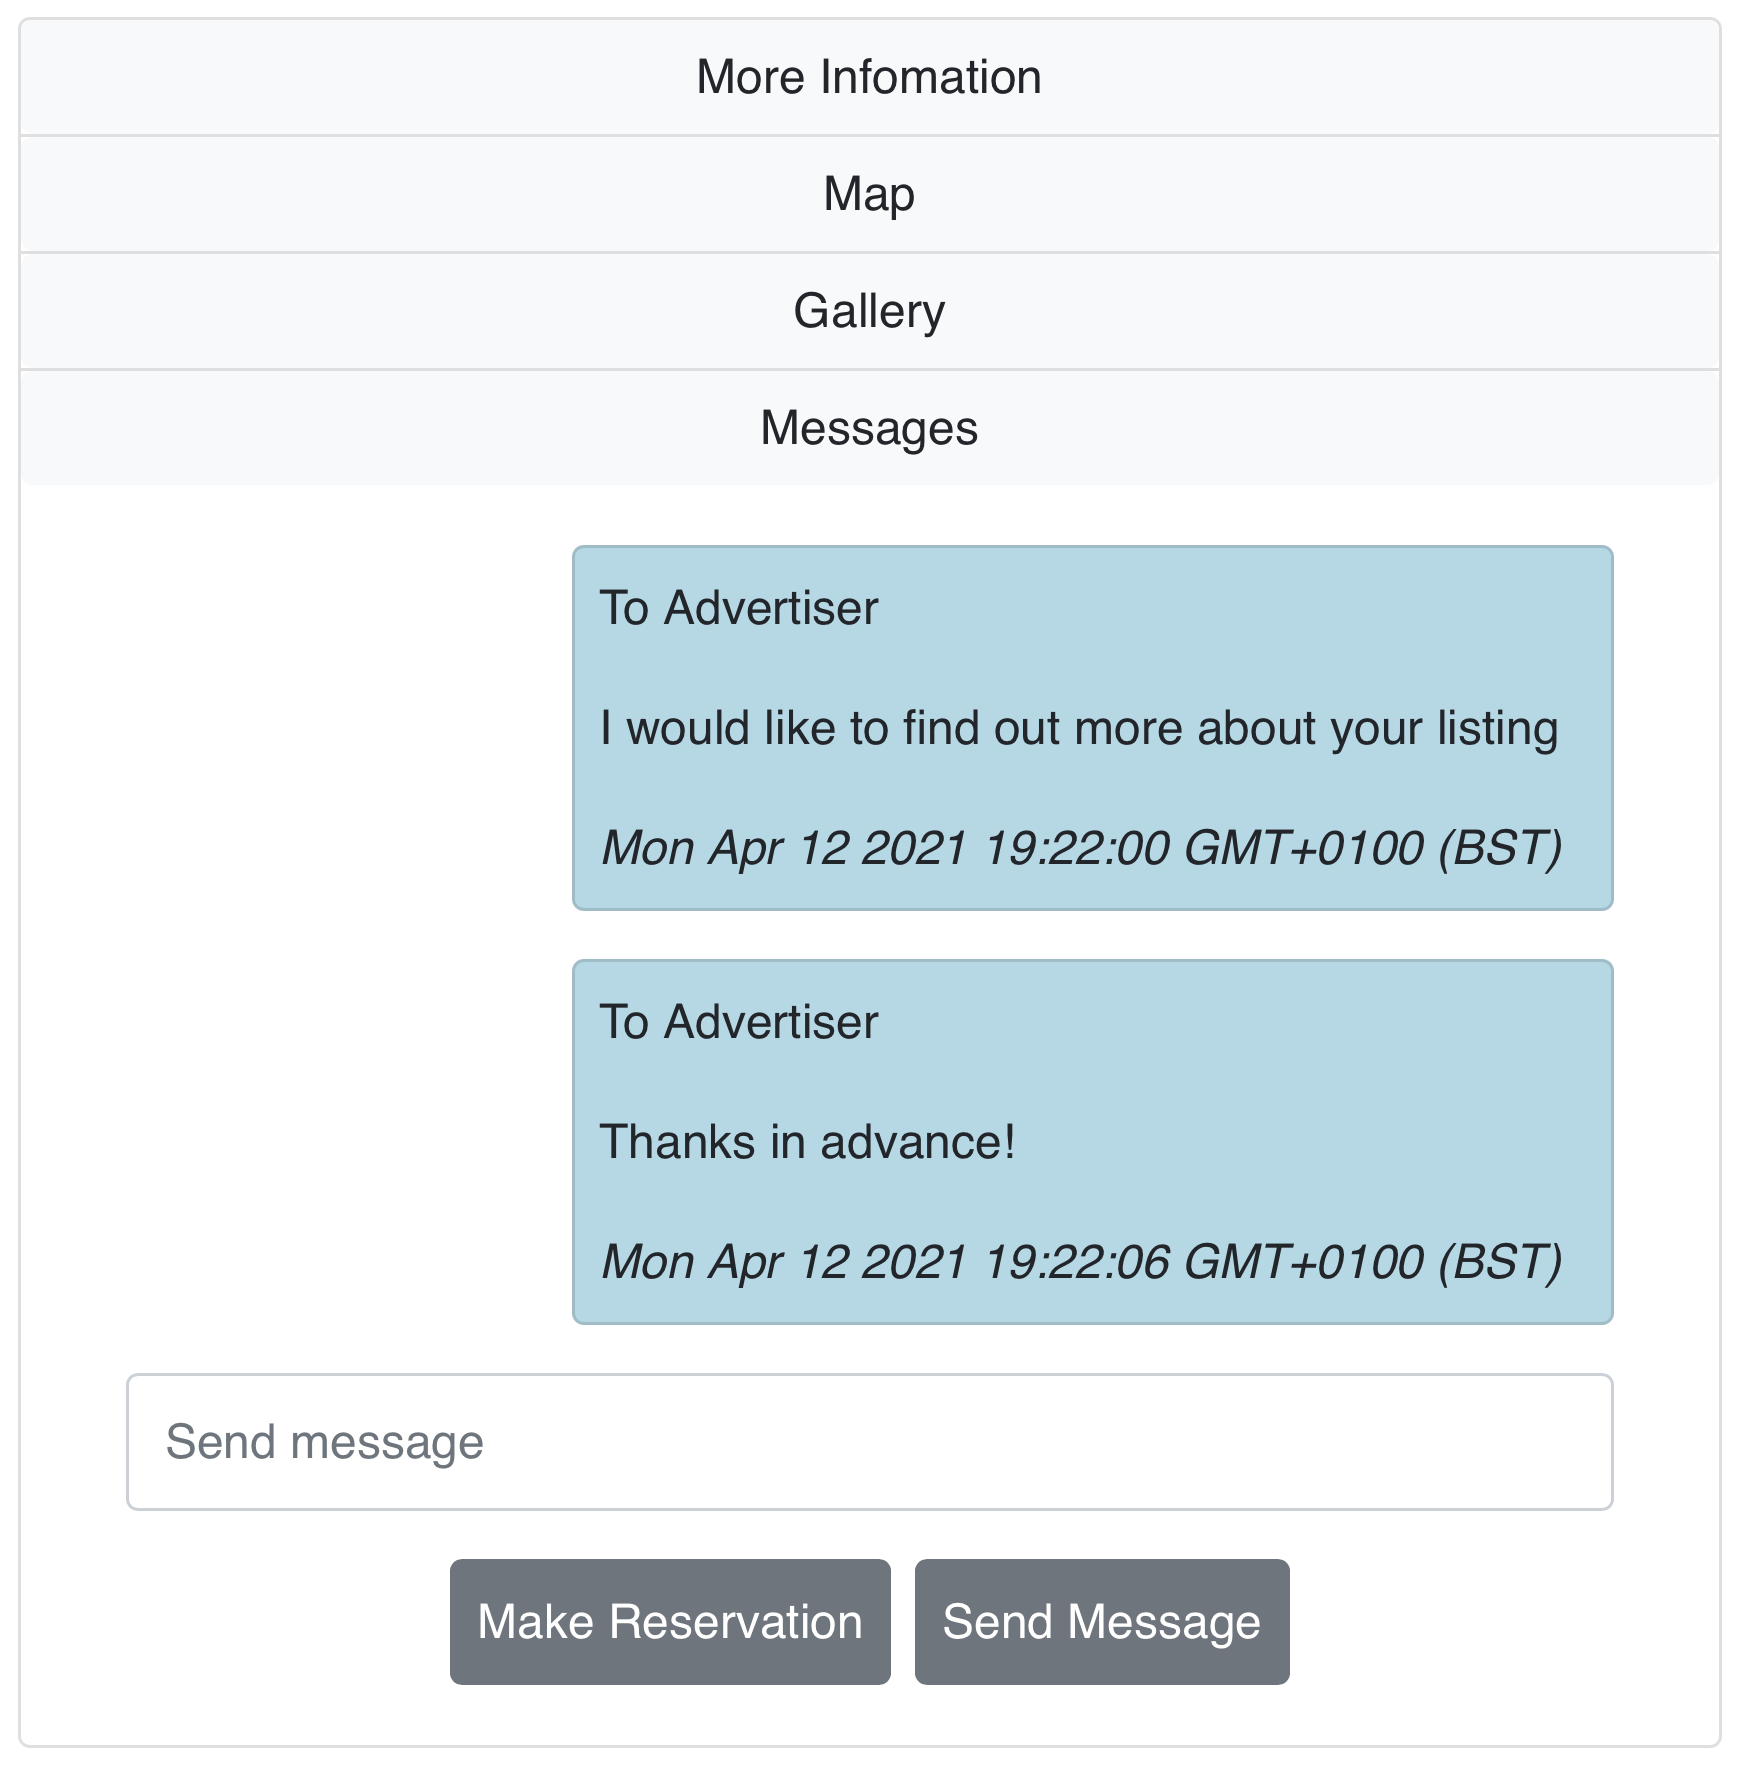 More Infomation
Map
Gallery
Messages
To Advertiser
I would like to find out more about your listing
Mon Apr 12 2021 19:22:00 GMT+0100 (BST)
To Advertiser
Thanks in advance!
Mon Apr 12 2021 19:22:06 GMT+0100 (BST)
Send message
Make Reservation
Send Message